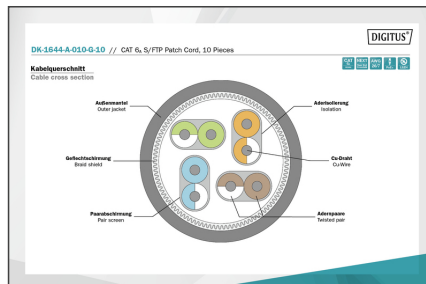 DIGITUS®
DK-1644-A-010-G-10 // CAT 6A S/FTP Patch Cord, 10 Pieces
Kabelquerschnitt
Cable cross section
Außenmantel
Outer jacket
Aderisolierung
Isolation
Geflechtschirmung
Braid shield
Cu-Draht
Cu-Wire
Paarabschirmung
Pair screen
Adernpaare
Twisted pair